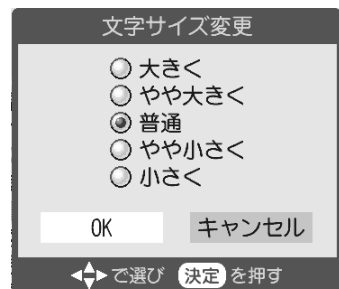 文字サイズ変更
大きく
やや大きく
普通
やや小さく
小さく
OK キャンセル
で選び 決定 を押す